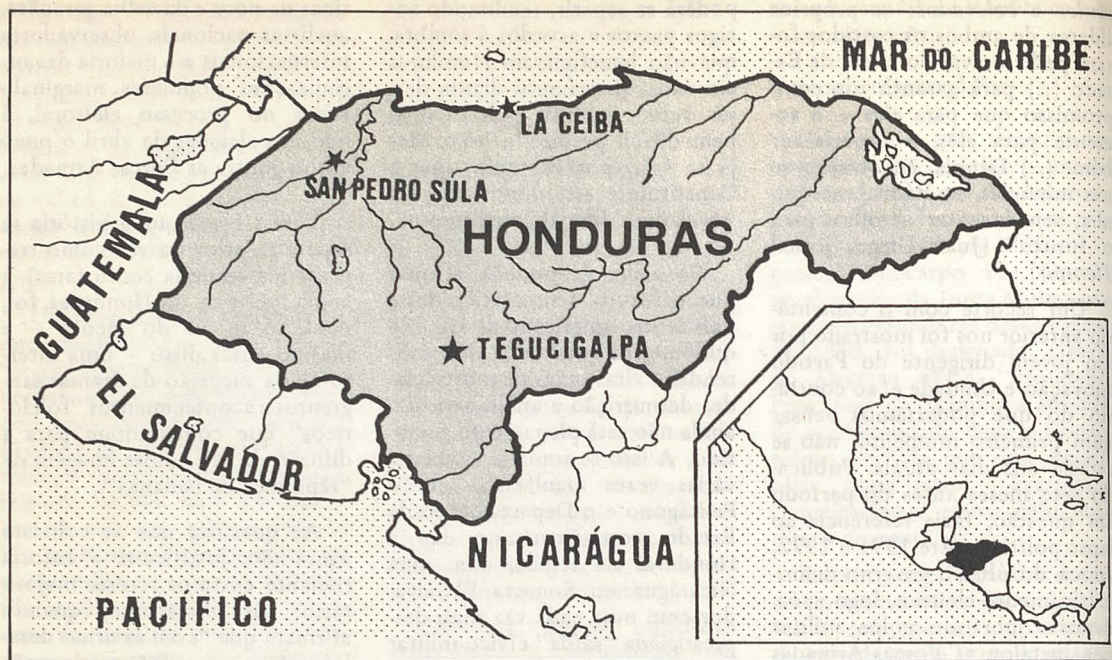 MAR DO CARIBE
LA CEIBA
SAN PEDRO SULA
GUATEMALA
HONDURAS
TEGUCIGALPA
EL SALVADOR
NICARÁGUA
PACÍFICO